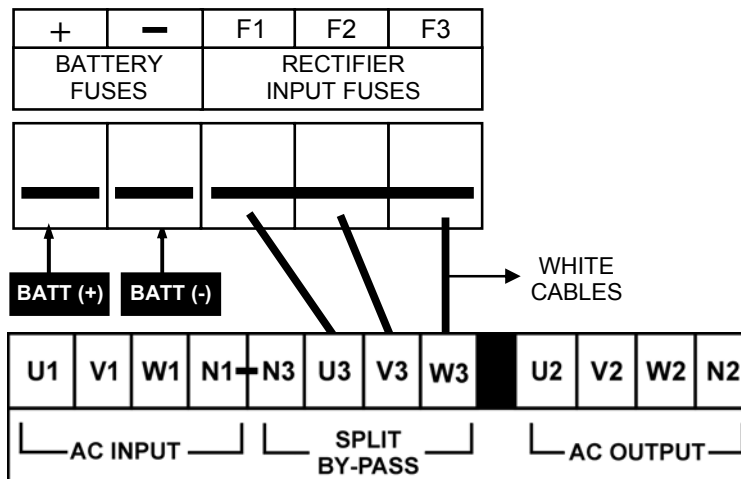 + − F1 F2 F3
BATTERY
FUSES
RECTIFIER
INPUT FUSES
BATT (+) BATT (-)
WHITE
CABLES
U1 V1 W1 N1 N3 U3 V3 W3 U2 V2 W2 N2
AC INPUT
SPLIT
BY-PASS
AC OUTPUT